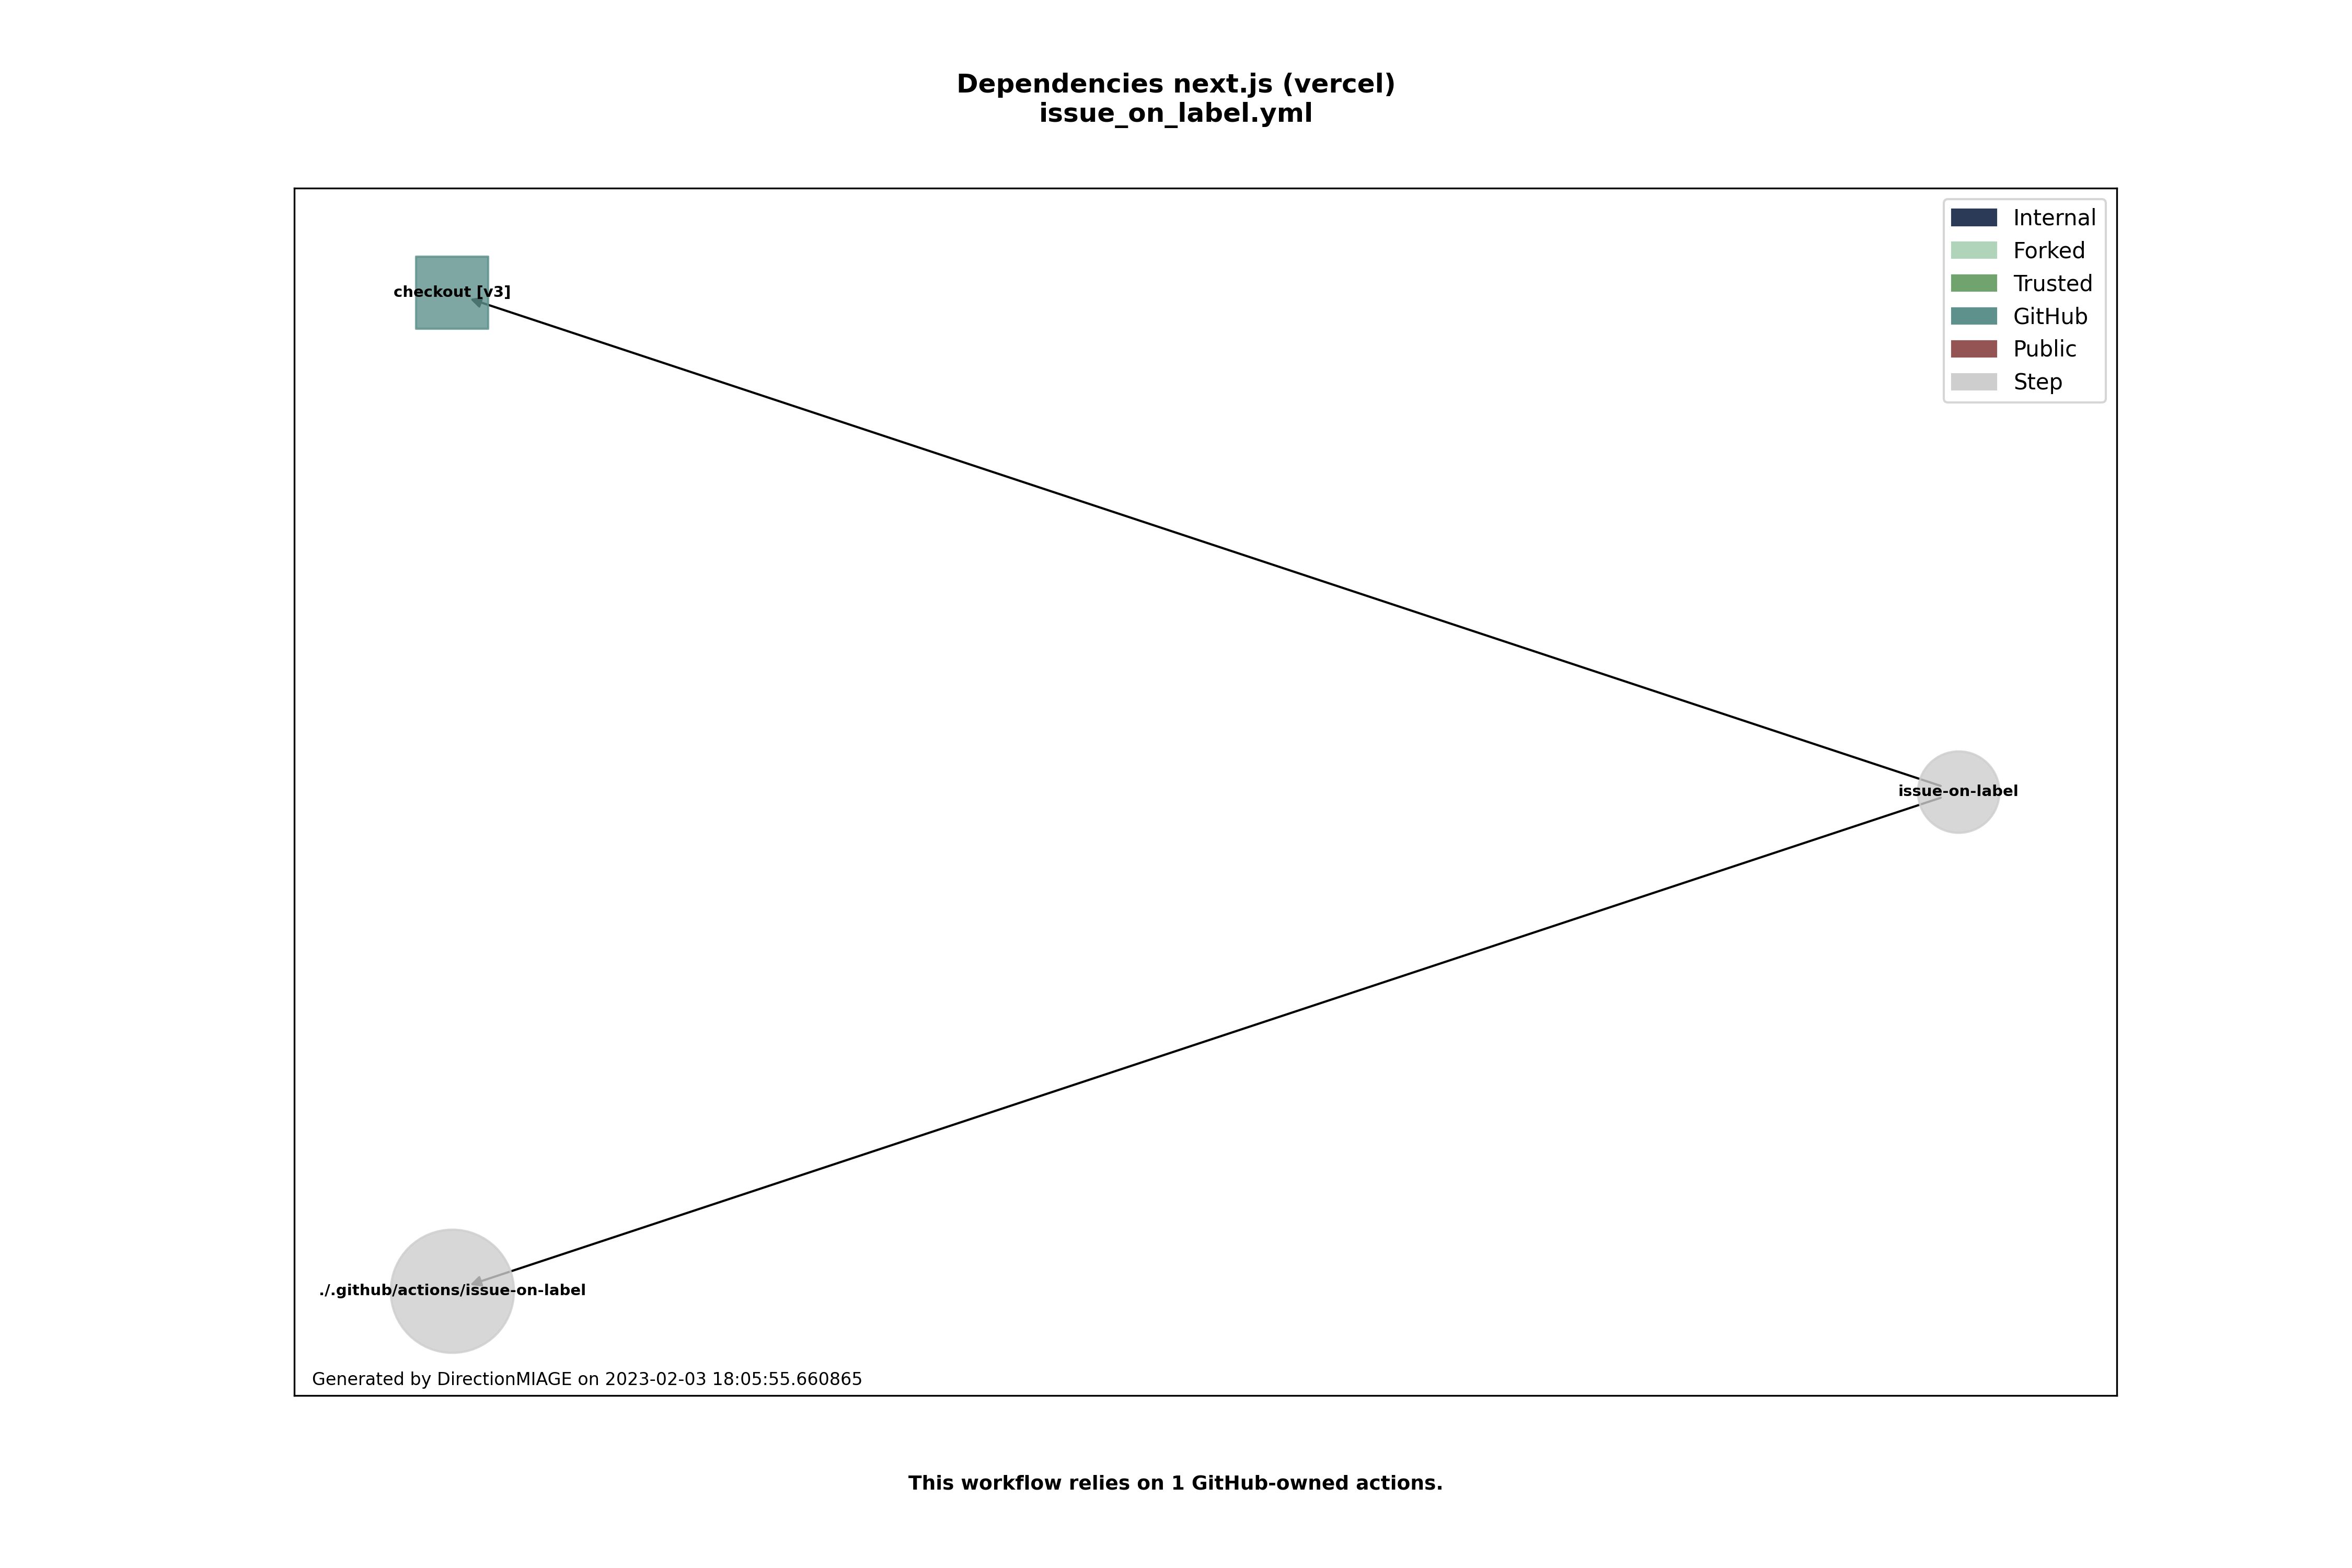 Dependencies next.js (vercel)
issue_on_label.yml
Internal
Forked
Trusted
GitHub
Public
Step
checkout [v3]
issue-on-label
./.github/actions/issue-on-label
Generated by DirectionMIAGE on 2023-02-03 18:05:55.660865
This workflow relies on 1 GitHub-owned actions.